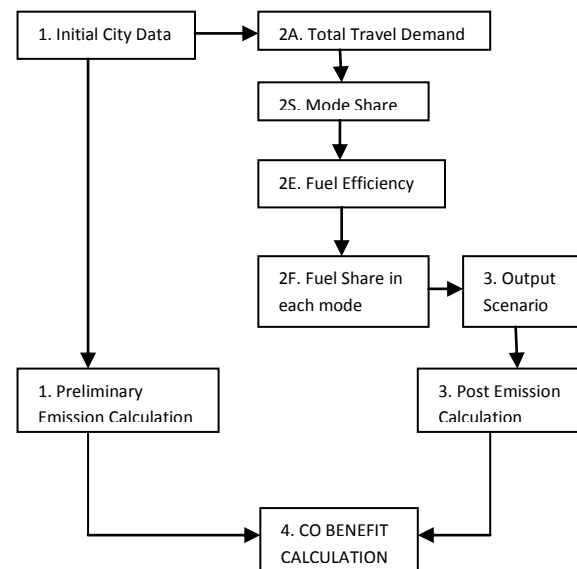 1. Initial City Data
2A. Total Travel Demand
2S. Mode Share
2E. Fuel Efficiency
2F. Fuel Share in
each mode
3. Output
Scenario
1. Preliminary
Emission Calculation
3. Post Emission
Calculation
4. CO BENEFIT
CALCULATION